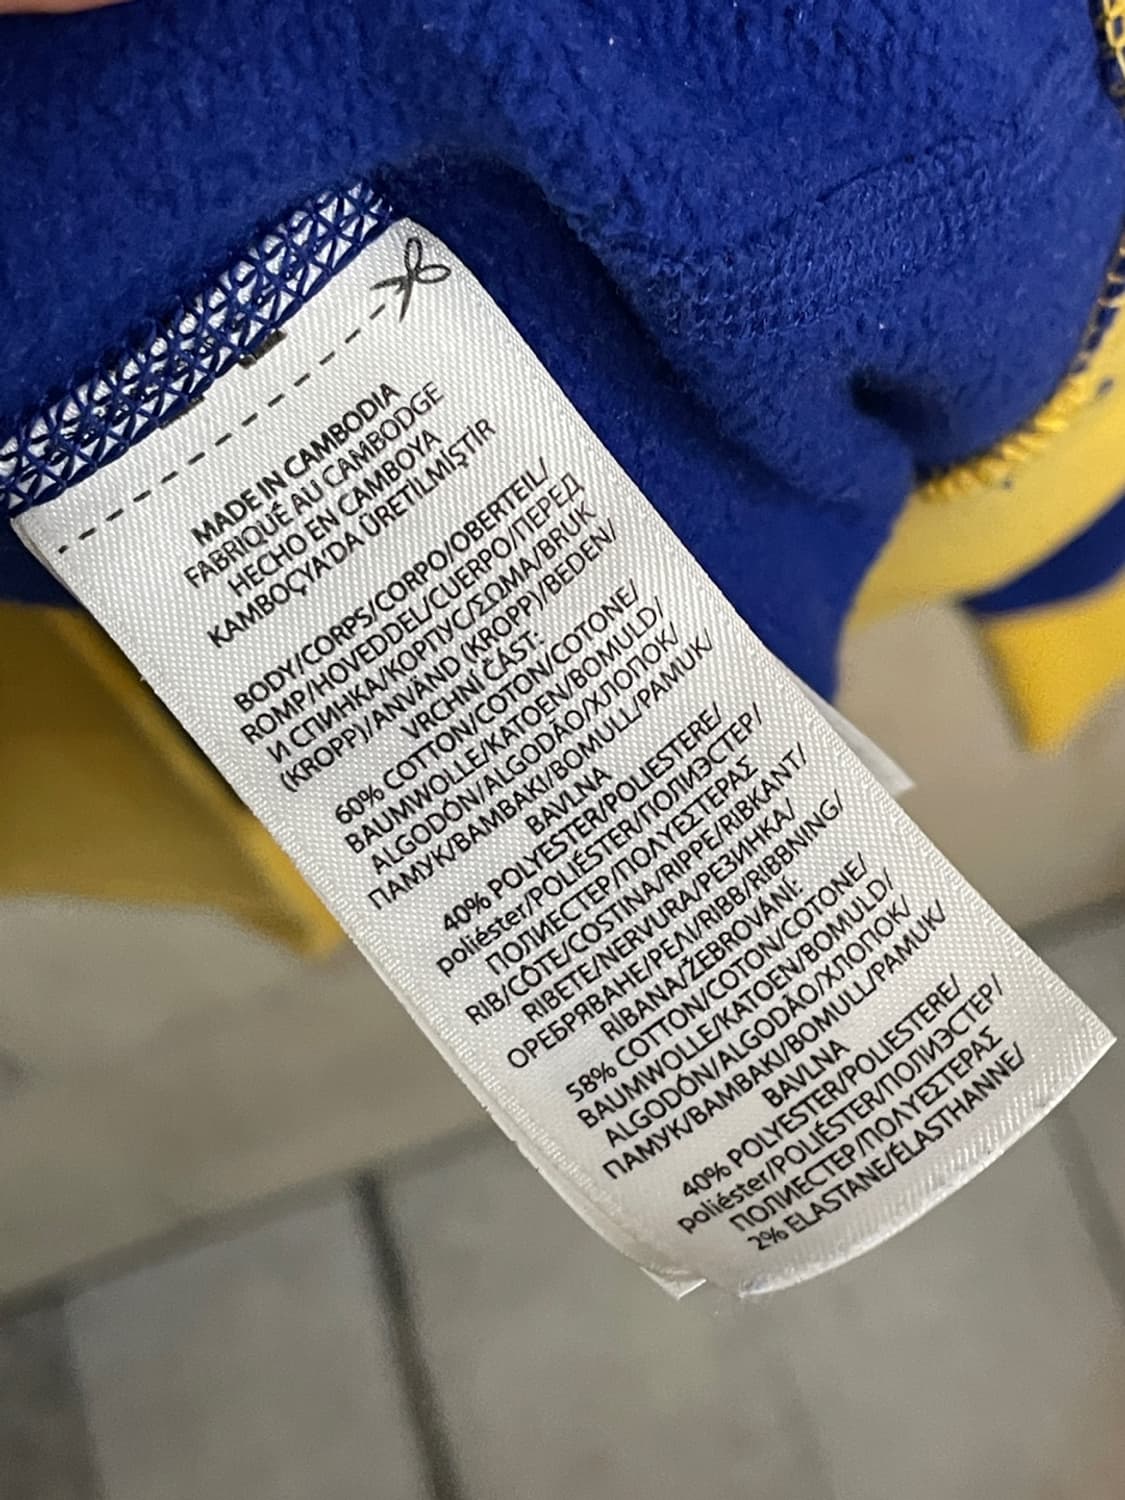 MADE IN CAMBODIA
FABRIQUÉ AU CAMBODGE
HECHO EN CAMBOYA
KAMBOÇYA'DA ÜRETİLMİŞTİR
BODY/CORPS/CORPO/OBERTEIL/
ROMP/HOVEDDEL/CUERPO/ПЕРЕД
И СПИНКА/КОРПУС/ΣΩΜΑ/BRUK
(KROPP)/ANVÄND (KROPP)/BEDEN/
VRCHNÍ ČÁST:
60% COTTON/COTON/COTONE/
BAUMWOLLE/KATOEN/BOMULD/
ALGODÓN/ALGODÃO/ХЛОПОК/
ПАМУК/BAMBAKI/BOMULL/PAMUK/
BAVLNA
40% POLYESTER/POLIESTERE/
poliéster/POLIÉSTER/ПОЛИЭСТЕР/
ПОЛИЕСТЕР/ΠΟΛΥΕΣΤΕΡΑΣ
RIB/CÔTE/COSTINA/RIPPE/RIBKANT/
RIBETE/NERVURA/РЕЗИНКА/
ОРЕБРЯВАНЕ/ΡΕΛΙ/RIBB/RIBBNING/
RİBANA/ŽEBROVÁNÍ:
58% COTTON/COTON/COTONE/
BAUMWOLLE/KATOEN/BOMULD/
ALGODÓN/ALGODÃO/ХЛОПОК/
ПАМУК/BAMBAKI/BOMULL/PAMUK/
BAVLNA
40% POLYESTER/POLIESTERE/
poliéster/POLIÉSTER/ПОЛИЭСТЕР/
ПОЛИЕСТЕР/ΠΟΛΥΕΣΤΕΡΑΣ
2% ELASTANE/ÉLASTHANNE/